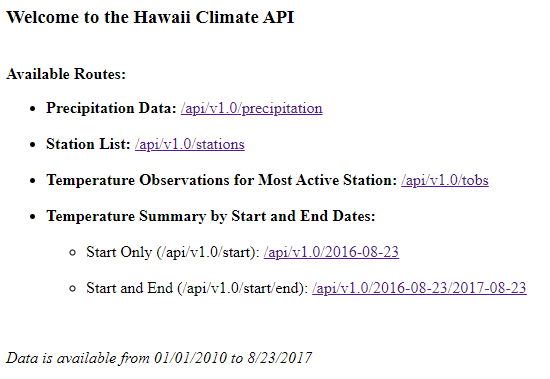 Welcome to the Hawaii Climate API
Available Routes:
Precipitation Data: /api/v1.0/precipitation
Station List: /api/v1.0/stations
Temperature Observations for Most Active Station: /api/v1.0/tobs
Temperature Summary by Start and End Dates:
Start Only (/api/v1.0/start): /api/v1.0/2016-08-23
Start and End (/api/v1.0/start/end): /api/v1.0/2016-08-23/2017-08-23
Data is available from 01/01/2010 to 8/23/2017